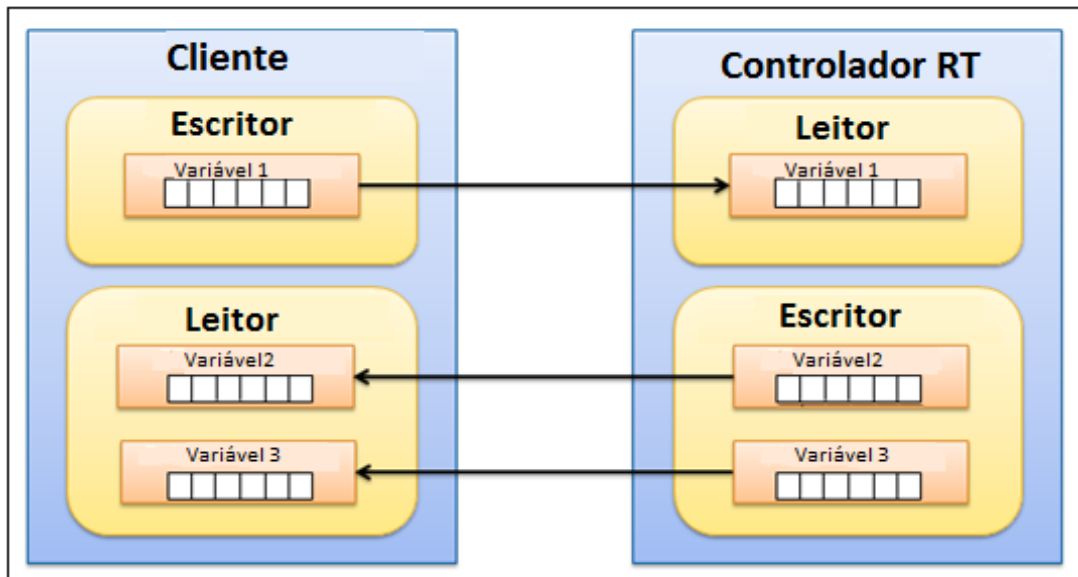 Cliente
Escritor
Variável 1
Leitor
Variável2
Variável 3
Controlador RT
Leitor
Variável 1
Escritor
Variável2
Variável 3